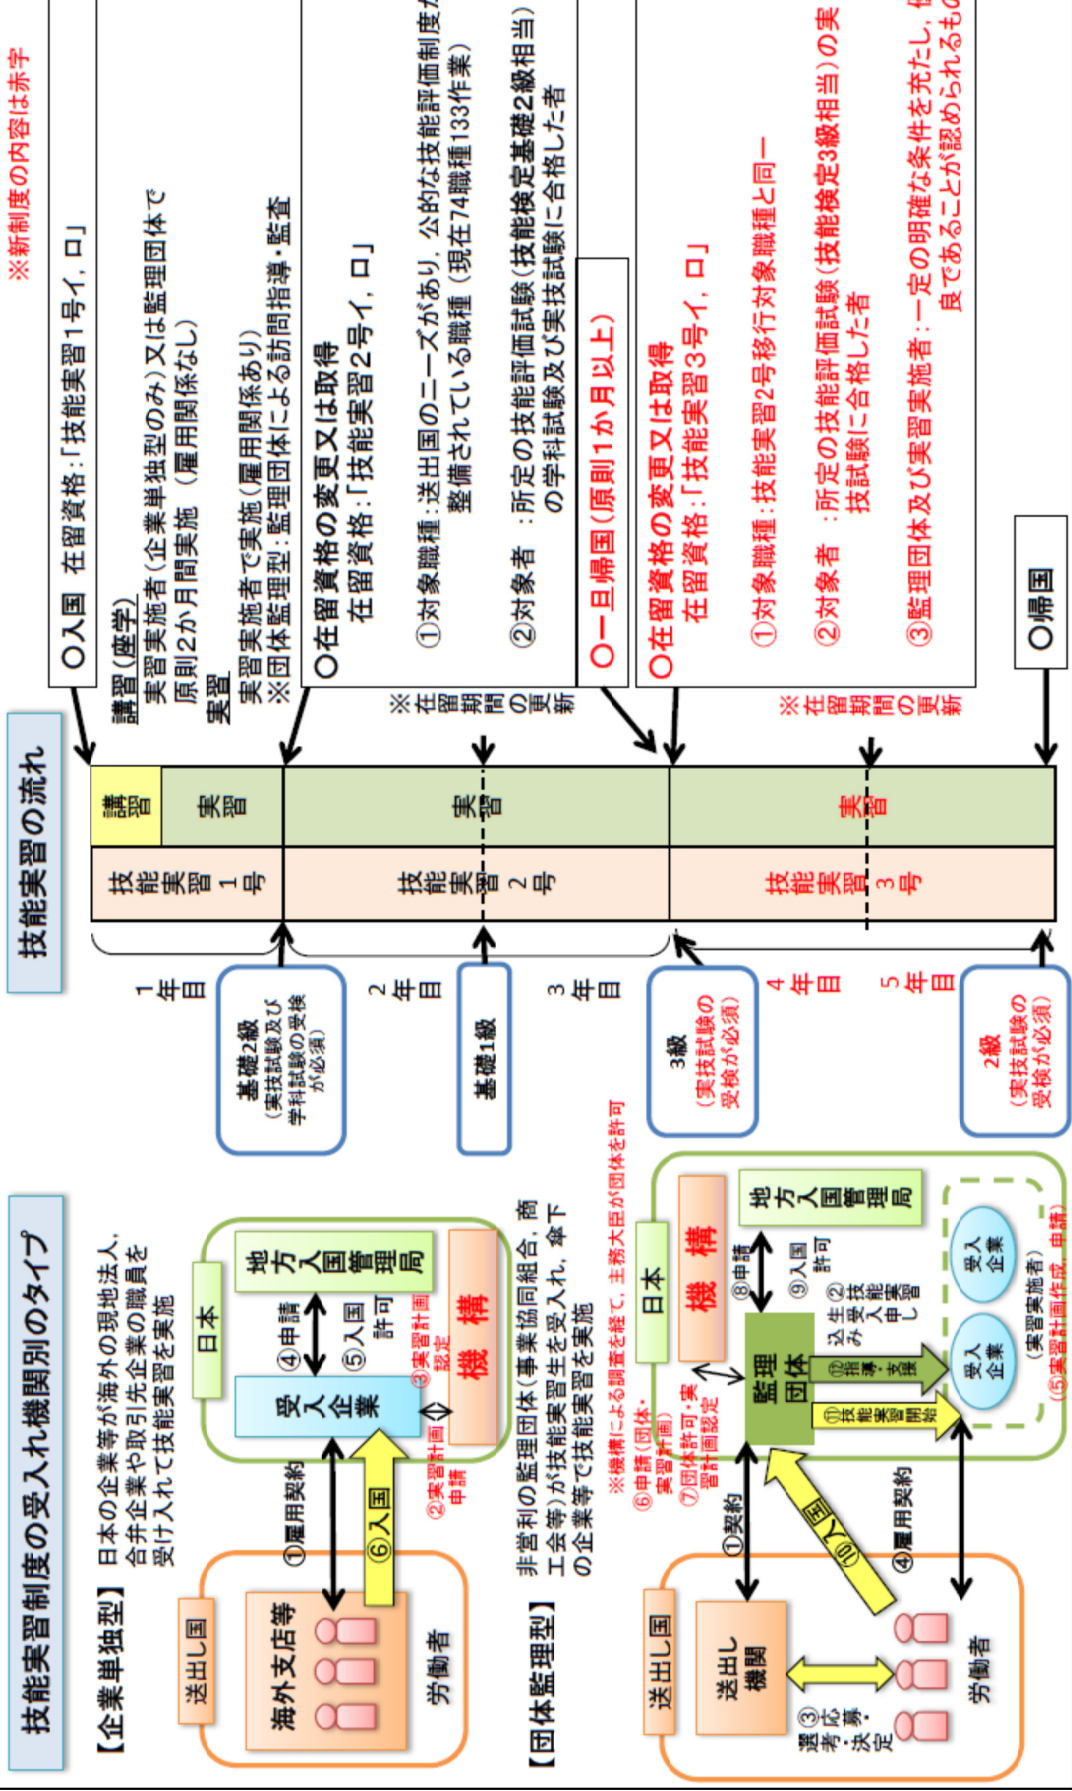 技能実習制度の受入れ機関別のタイプ
【企業単独型】
日本の企業等が海外の現地法人,
合弁企業や取引先企業の職員を
受け入れて技能実習を実施
送出し国
海外支店等
労働者
①雇用契約
⑥入国
日本
受入
企業
④申請
⑤入国
許可
地方入国管理局
②実習計画
申請
③実習計画
認定
機 構
【団体監理型】
非営利の監理団体(事業協同組合,商
工会等)が技能実習生を受入れ,傘下
の企業等で技能実習を実施
※機構による調査を経て,主務大臣が団体を許可
送出し国
送出し
機関
③応募・
選考・決定
労働者
①契約
⑩入国
④雇用契約
日本
⑥申請(団体・
実習計画)
⑦団体許可・実
習計画認定
機 構
監理
団体
⑧申請
⑨入国
許可
地方入国管理局
②技能実習
生受入申し
込み
⑪技能実習開始
⑫指導・支援
受入
企業
受入
企業
(実習実施者)
(⑤実習計画作成,申請)
技能実習の流れ
※新制度の内容は赤字
1年目
2年目
3年目
4年目
5年目
基礎2級
(実技試験及び
学科試験の受検
が必須)
基礎1級
3級
(実技試験の
受検が必須)
2級
(実技試験の
受検が必須)
技能実習1号
技能実習2号
技能実習3号
講習
実習
実習
実習
○入国 在留資格:「技能実習1号イ,ロ」
講習(座学)
実習実施者(企業単独型のみ)又は監理団体で
原則2か月間実施 (雇用関係なし)
実習
実習実施者で実施(雇用関係あり)
※団体監理型:監理団体による訪問指導・監査
○在留資格の変更又は取得
在留資格:「技能実習2号イ,ロ」
①対象職種:送出国のニーズがあり,公的な技能評価制度が
整備されている職種(現在74職種133作業)
②対象者 :所定の技能評価試験(技能検定基礎2級相当)
の学科試験及び実技試験に合格した者
※在留期間の更新
○一旦帰国(原則1か月以上)
○在留資格の変更又は取得
在留資格:「技能実習3号イ,ロ」
①対象職種:技能実習2号移行対象職種と同一
②対象者 :所定の技能評価試験(技能検定3級相当)の実
技試験に合格した者
③監理団体及び実習実施者:一定の明確な条件を充たし,優
良であることが認められるもの
※在留期間の更新
○帰国